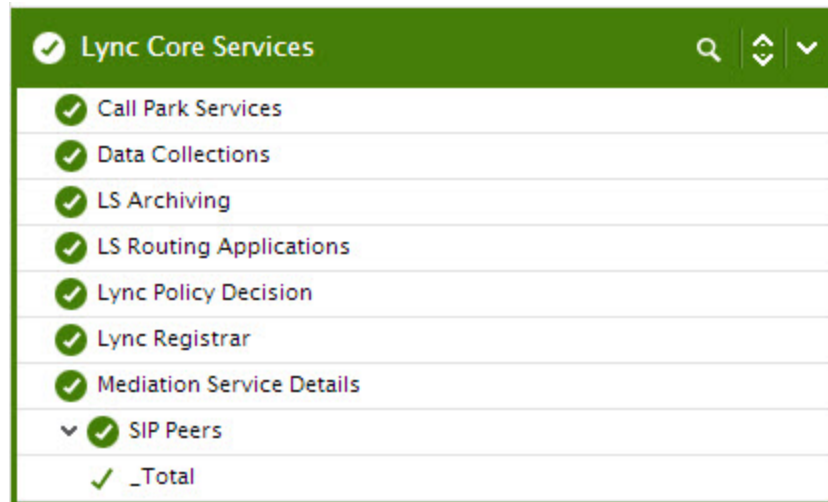 Lync Core Services
Call Park Services
Data Collections
LS Archiving
LS Routing Applications
Lync Policy Decision
Lync Registrar
Mediation Service Details
SIP Peers
_Total